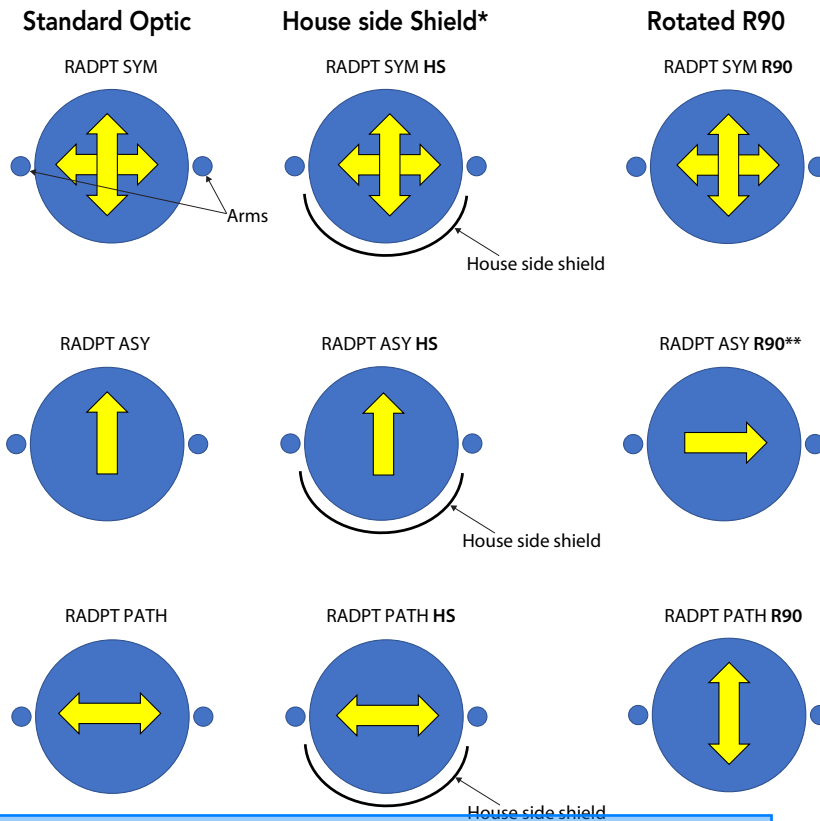 Standard Optic
House side Shield*
Rotated R90
RADPT SYM
RADPT SYM HS
RADPT SYM R90
Arms
House side shield
RADPT ASY
RADPT ASY HS
RADPT ASY R90**
House side shield
RADPT PATH
RADPT PATH HS
RADPT PATH R90
House side shield